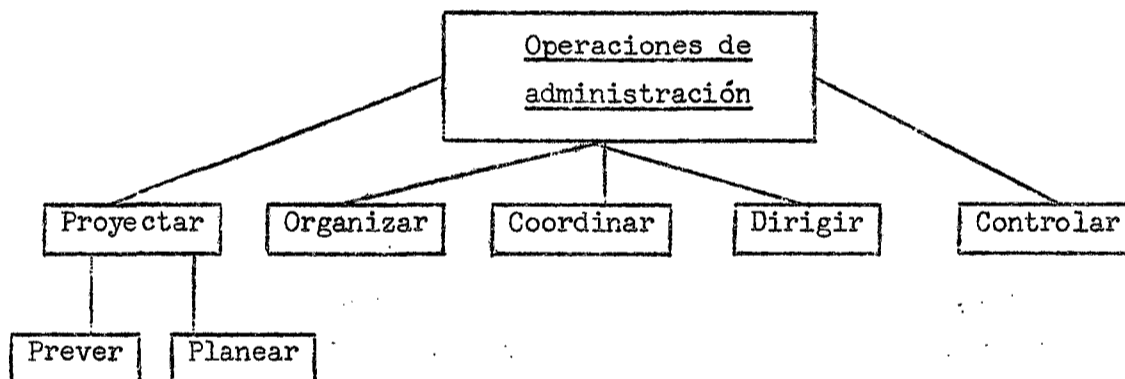 Operaciones de
administración
Proyectar Organizar Coordinar Dirigir Controlar
Prever Planear